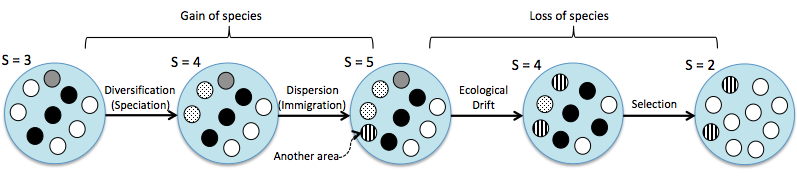 Gain of species
Loss of species
S = 3
S = 4
S = 5
S = 4
S = 2
Diversification
(Speciation)
Dispersion
(Immigration)
Ecological
Drift
Selection
Another area